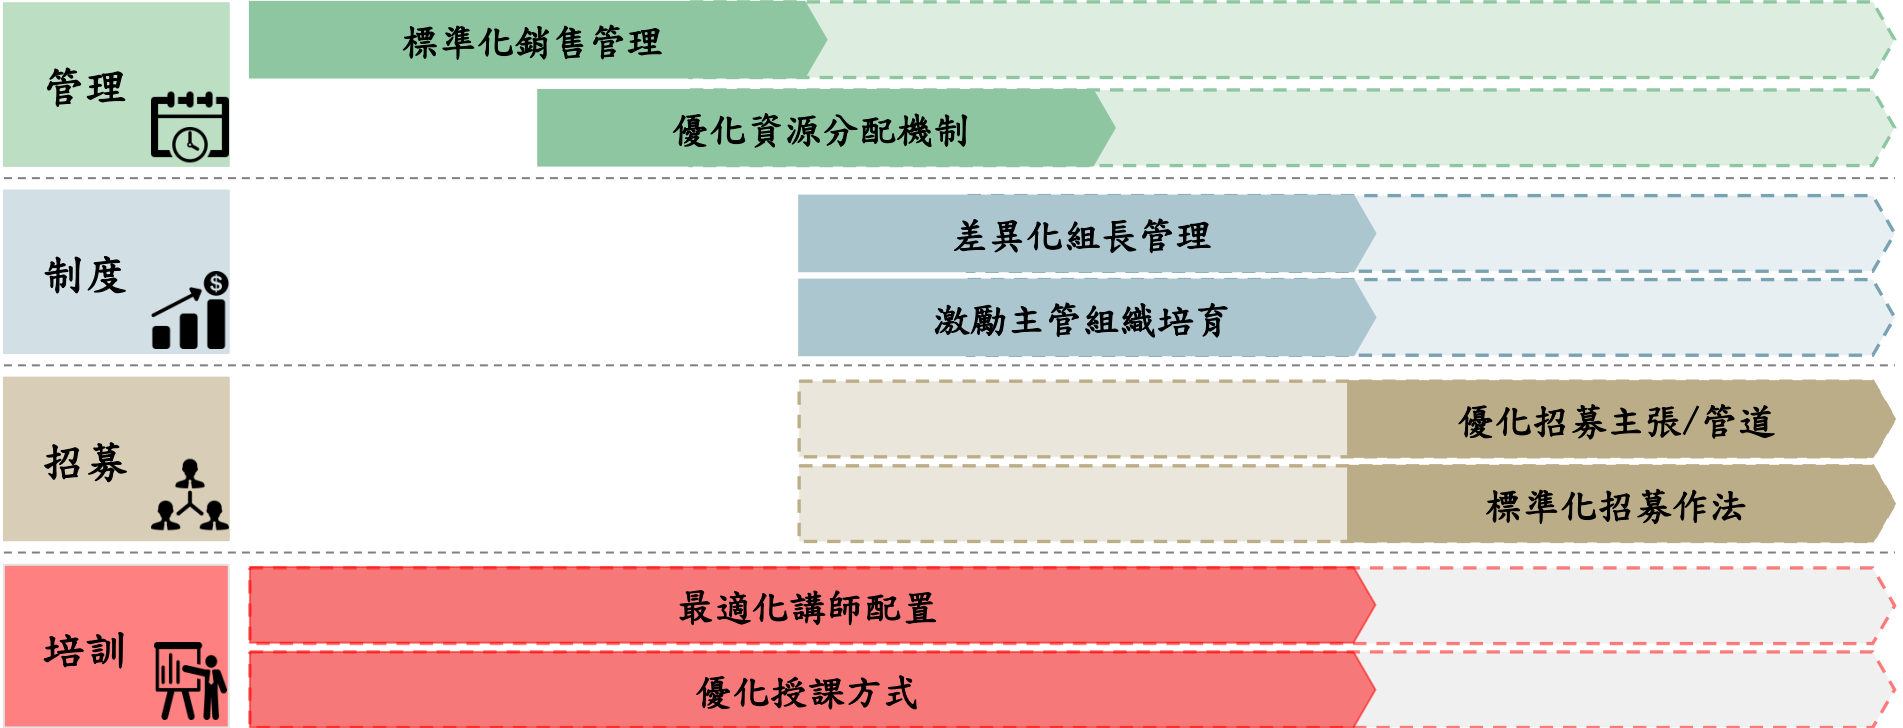 管理
標準化銷售管理
優化資源分配機制
制度
$
差異化組長管理
激勵主管組織培育
招募
優化招募主張/管道
標準化招募作法
培訓
最適化講師配置
優化授課方式